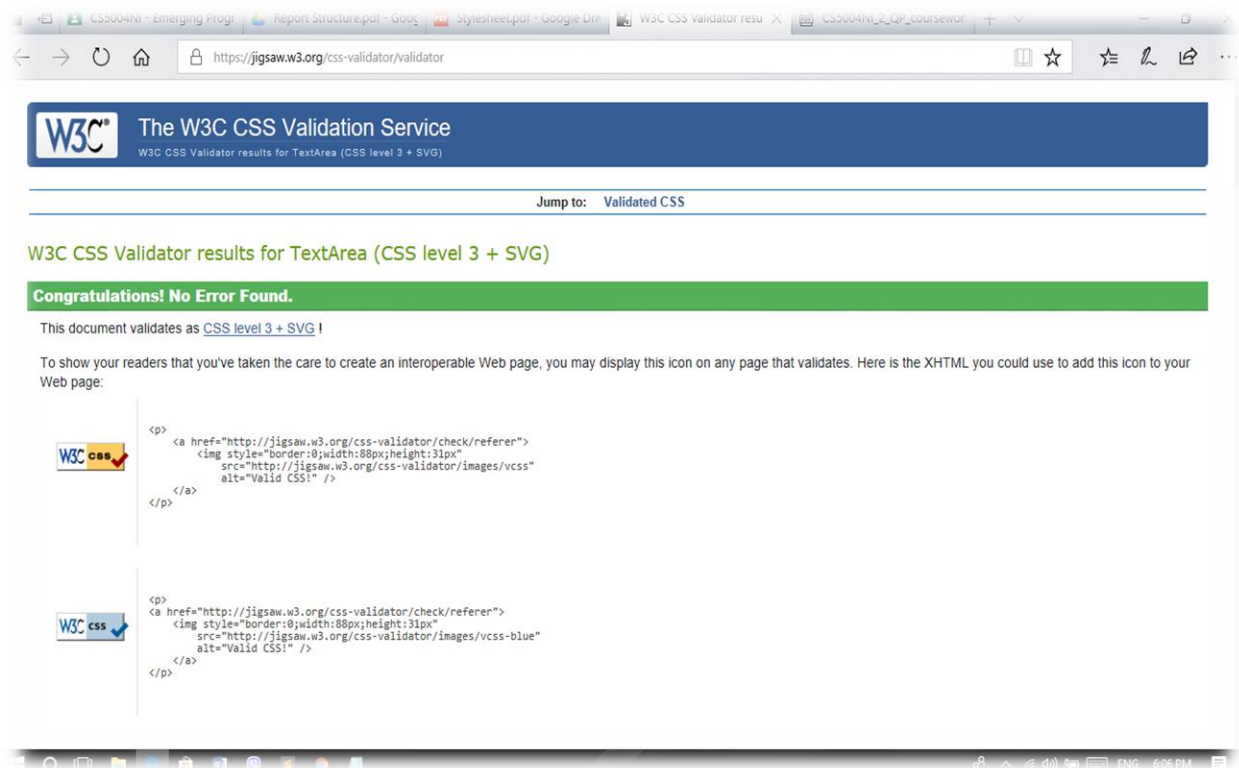 CS5004NI - Emerging Progr
Report Structure.pdf - Goog
Stylesheet.pdf - Google Driv
W3C CSS Validator resu
CS5004NI_2_QP_coursewor
https://jigsaw.w3.org/css-validator/validator
W3C®
The W3C CSS Validation Service
W3C CSS Validator results for TextArea (CSS level 3 + SVG)
Jump to: Validated CSS
W3C CSS Validator results for TextArea (CSS level 3 + SVG)
Congratulations! No Error Found.
This document validates as CSS level 3 + SVG !
To show your readers that you've taken the care to create an interoperable Web page, you may display this icon on any page that validates. Here is the XHTML you could use to add this icon to your
Web page:
W3C css
<p>
<a href="http://jigsaw.w3.org/css-validator/check/referer">
<img style="border:0;width:88px;height:31px"
src="http://jigsaw.w3.org/css-validator/images/vcss"
alt="Valid CSS!" />
</a>
</p>
W3C css
<p>
<a href="http://jigsaw.w3.org/css-validator/check/referer">
<img style="border:0;width:88px;height:31px"
src="http://jigsaw.w3.org/css-validator/images/vcss-blue"
alt="Valid CSS!" />
</a>
</p>
ENG 6:06 PM